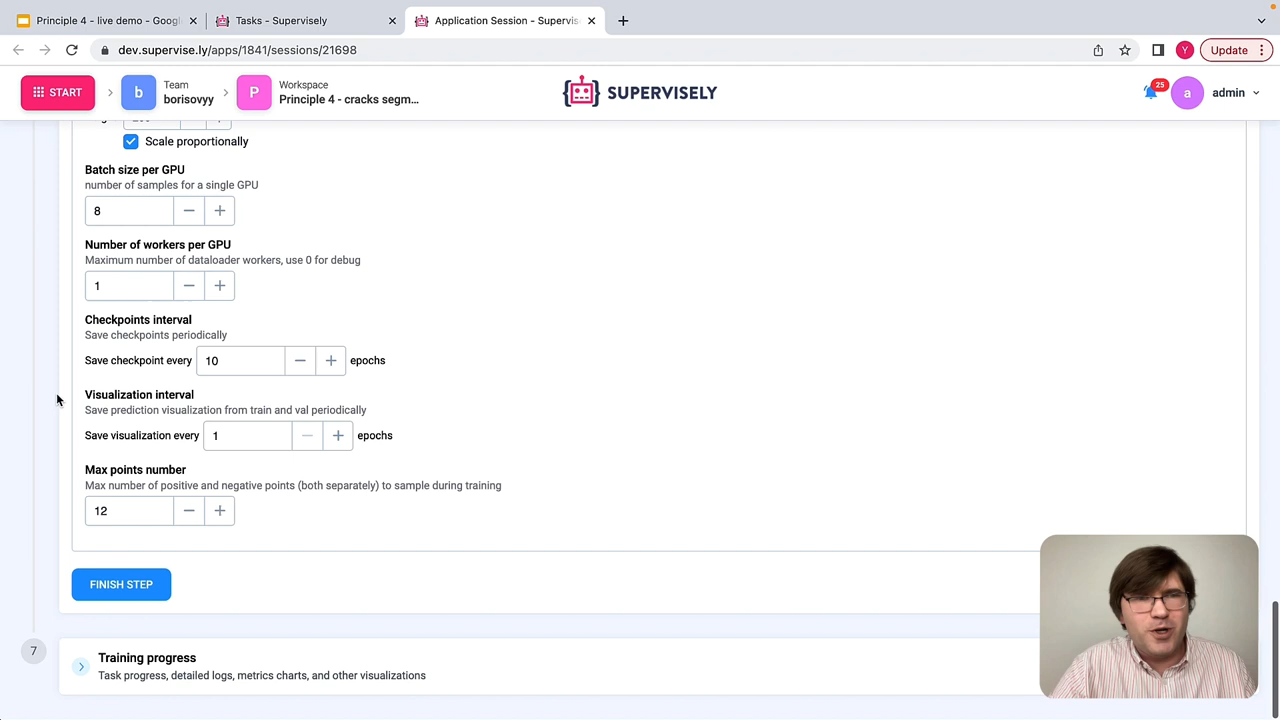 Principle 4 - live demo - Googl
Tasks - Supervisely
Application Session - Supervis
dev.supervise.ly/apps/1841/sessions/21698
Y
Update
START
b
Team
borisovyy
P
Workspace
Principle 4 - cracks segm...
SUPERVISELY
25
a
admin
Scale proportionally
Batch size per GPU
number of samples for a single GPU
8
Number of workers per GPU
Maximum number of dataloader workers, use 0 for debug
1
Checkpoints interval
Save checkpoints periodically
Save checkpoint every 10 epochs
Visualization interval
Save prediction visualization from train and val periodically
Save visualization every 1 epochs
Max points number
Max number of positive and negative points (both separately) to sample during training
12
FINISH STEP
7
Training progress
Task progress, detailed logs, metrics charts, and other visualizations